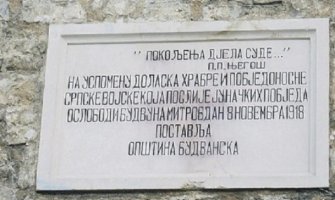 "ПОКОЉЕЊА ДЈЕЛА СУДЕ..."
П.П.ЊЕГОШ
НА УСПОМЕНУ ДОЛАСКА ХРАБРЕ И ПОБЈЕДОНОСНЕ
СРПСКЕ ВОЈСКЕ КОЈА ПОСЛИЈЕ ЈУНАЧКИХ ПОБЈЕДА
ОСЛОБОДИ БУДВУ НА МИТРОВДАН 8 НОВЕМБРА 1918
ПОСТАВЉА
ОПШТИНА БУДВАНСКА